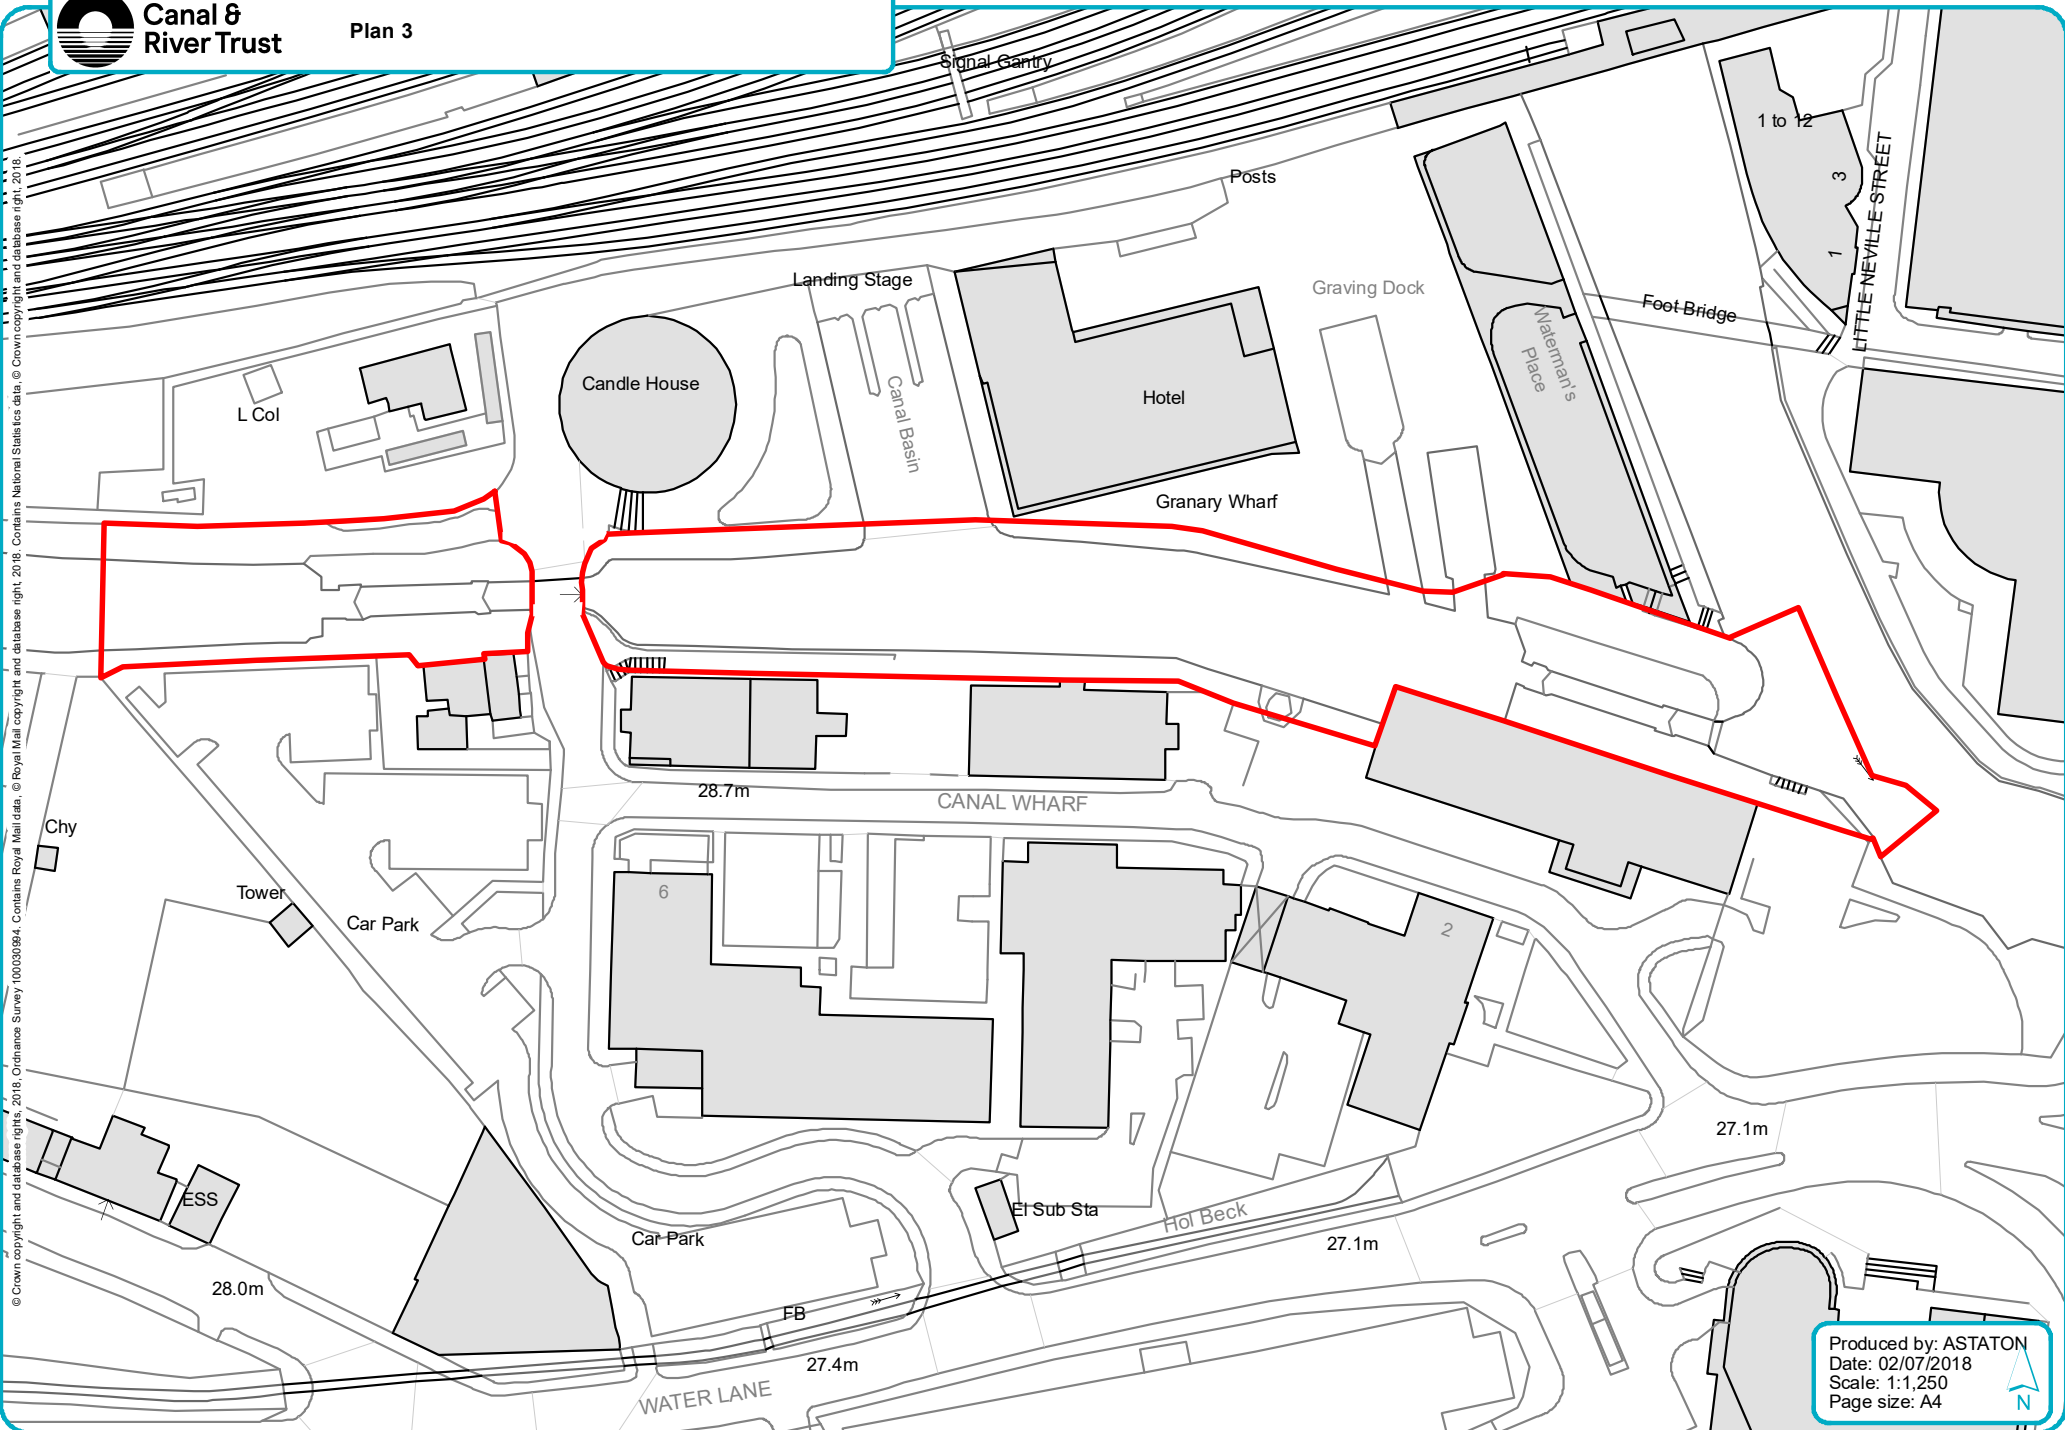 Canal &
River Trust
Plan 3
Signal Gantry
1 to 12
Posts
3
1
LITTLE NEVILLE STREET
Landing Stage
Graving Dock
Foot Bridge
Waterman's
Place
Candle House
Canal Basin
Hotel
L Col
Granary Wharf
28.7m
CANAL WHARF
Chy
Tower
Car Park
6
2
27.1m
ESS
El Sub Sta
Hol Beck
Car Park
27.1m
28.0m
FB
27.4m
WATER LANE
Produced by: ASTATON
Date: 02/07/2018
Scale: 1:1,250
Page size: A4
N
© Crown copyright and database rights, 2018, Ordnance Survey 100030994. Contains Royal Mail data, © Royal Mail copyright and database right, 2018. Contains National Statistics data, © Crown copyright and database right, 2018.